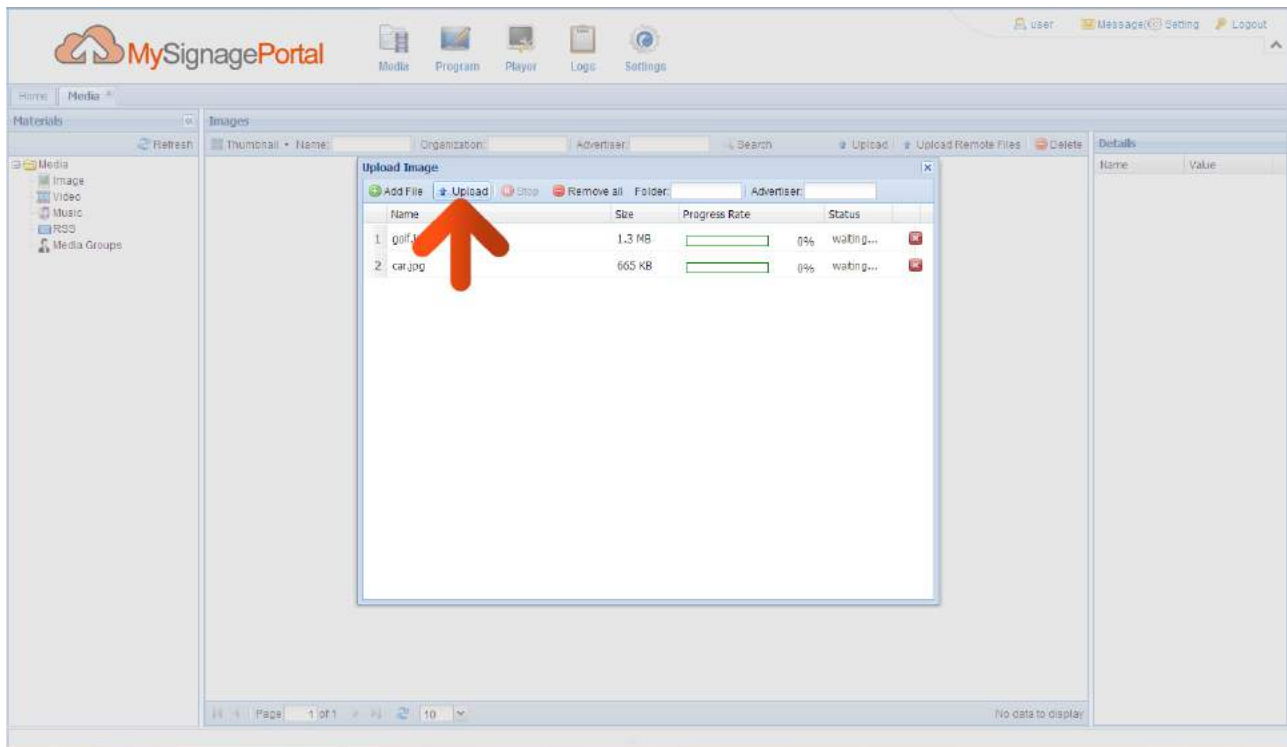 user Message(0) Setting Logout
MySignagePortal
Media Program Player Logs Settings
Home Media
Materials
Images
Refresh
Thumbnail Name: Organization: Advertiser: Search Upload Upload Remote Files Delete
Details
Name Value
Media
Image
Video
Music
RSS
Media Groups
Upload Image
Add File Upload Stop Remove all Folder: Advertiser:
Name Size Progress Rate Status
1 1.3 MB 0% wating...
2 car.jpg 665 KB 0% wating...
Page 1 of 1 10 No data to display